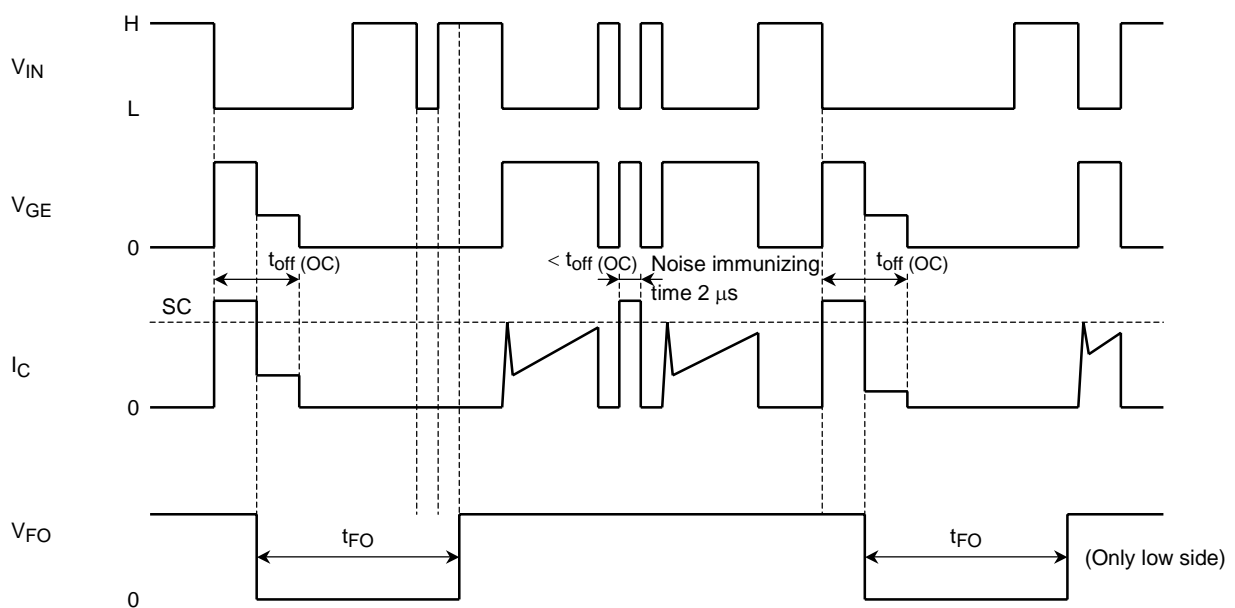 H
VIN
L
VGE
0
toff (OC)
< toff (OC)
Noise immunizing
time 2 μs
toff (OC)
SC
IC
0
VFO
tFO
tFO
(Only low side)
0